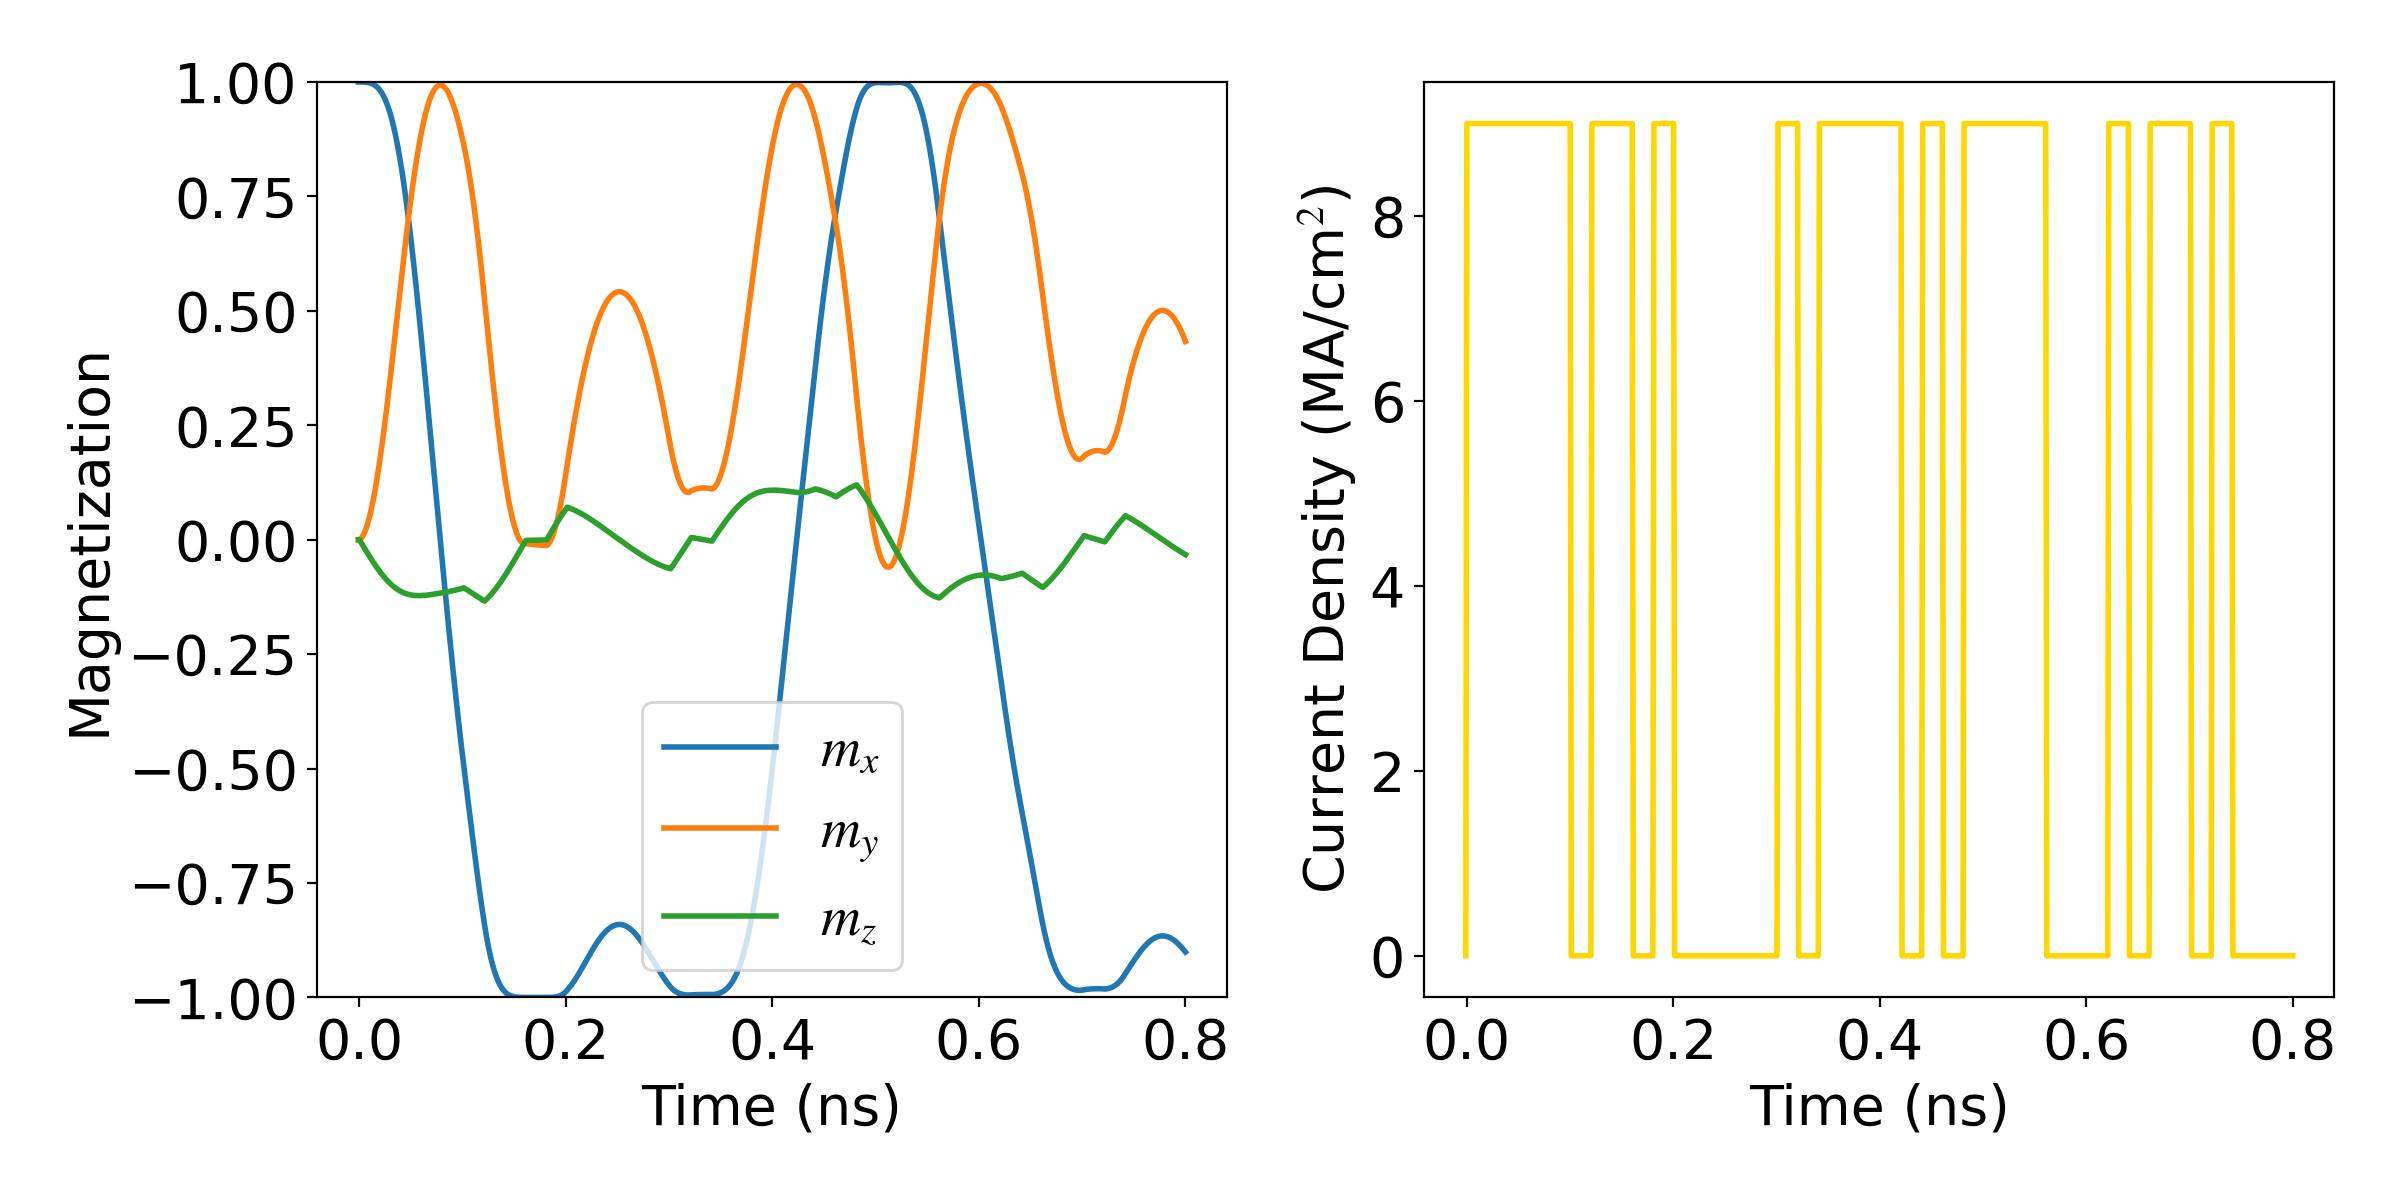 Magnetization
1.00
0.75
0.50
0.25
0.00
−0.25
−0.50
−0.75
−1.00
0.0 0.2 0.4 0.6 0.8
Time (ns)
mₓ
m_y
m_z
Current Density (MA/cm²)
8
6
4
2
0
0.0 0.2 0.4 0.6 0.8
Time (ns)